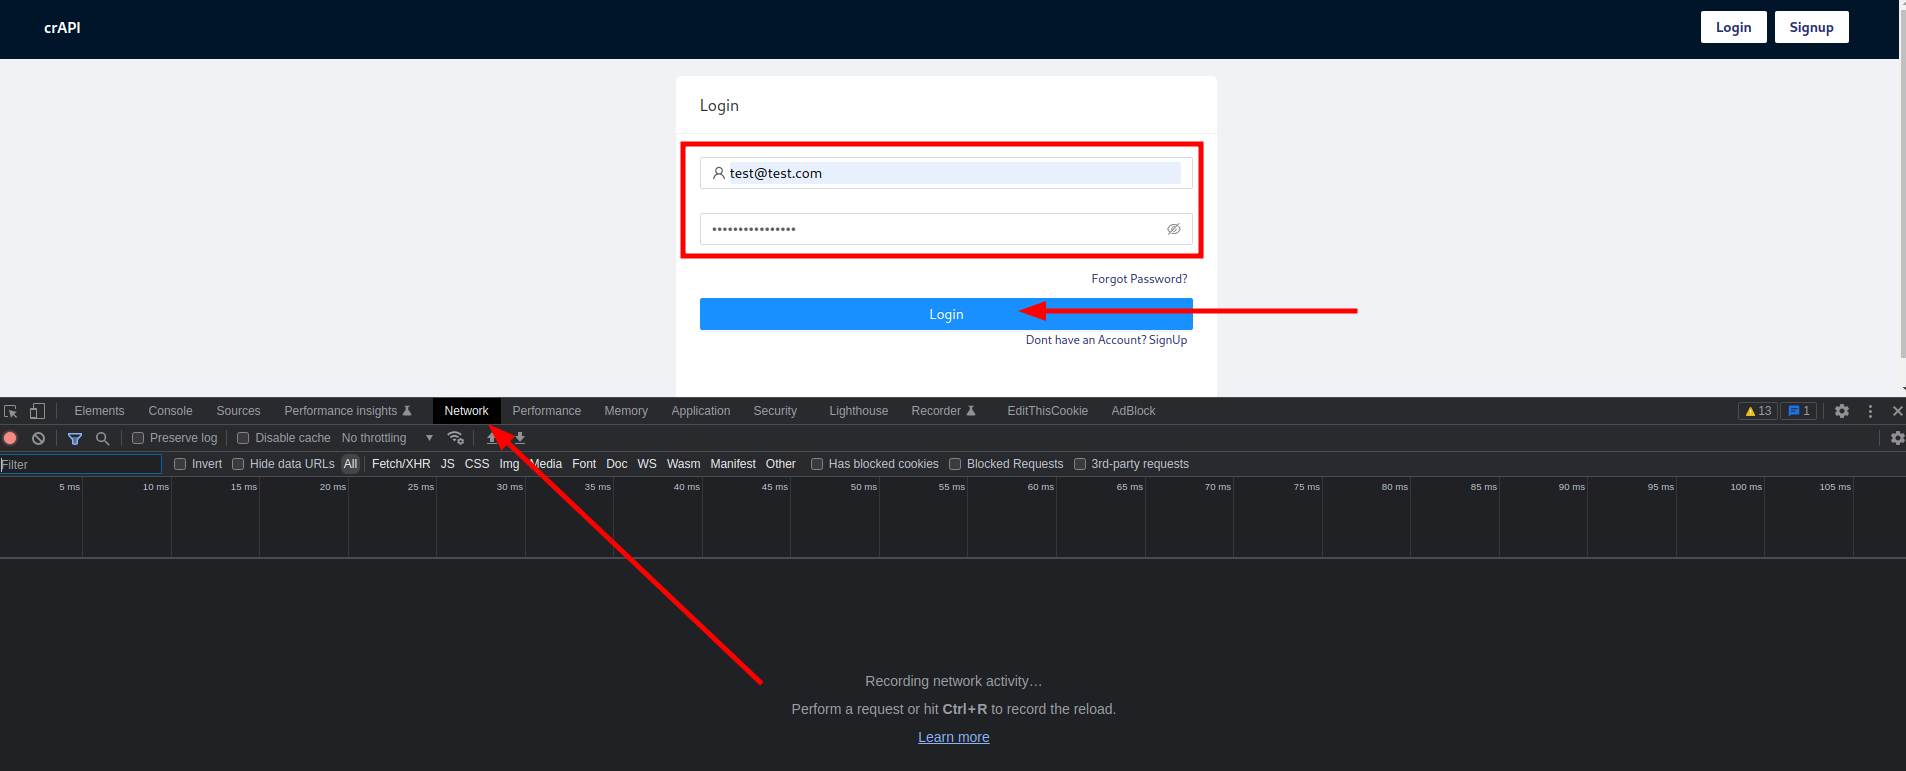 crAPI Login Signup
Login
test@test.com
••••••••••••••••
Forgot Password?
Login
Dont have an Account? SignUp
Elements Console Sources Performance insights Network Performance Memory Application Security Lighthouse Recorder EditThisCookie AdBlock 13 1
Preserve log Disable cache No throttling
Filter Invert Hide data URLs All Fetch/XHR JS CSS Img Media Font Doc WS Wasm Manifest Other Has blocked cookies Blocked Requests 3rd-party requests
5 ms 10 ms 15 ms 20 ms 25 ms 30 ms 35 ms 40 ms 45 ms 50 ms 55 ms 60 ms 65 ms 70 ms 75 ms 80 ms 85 ms 90 ms 95 ms 100 ms 105 ms
Recording network activity…
Perform a request or hit Ctrl+R to record the reload.
Learn more